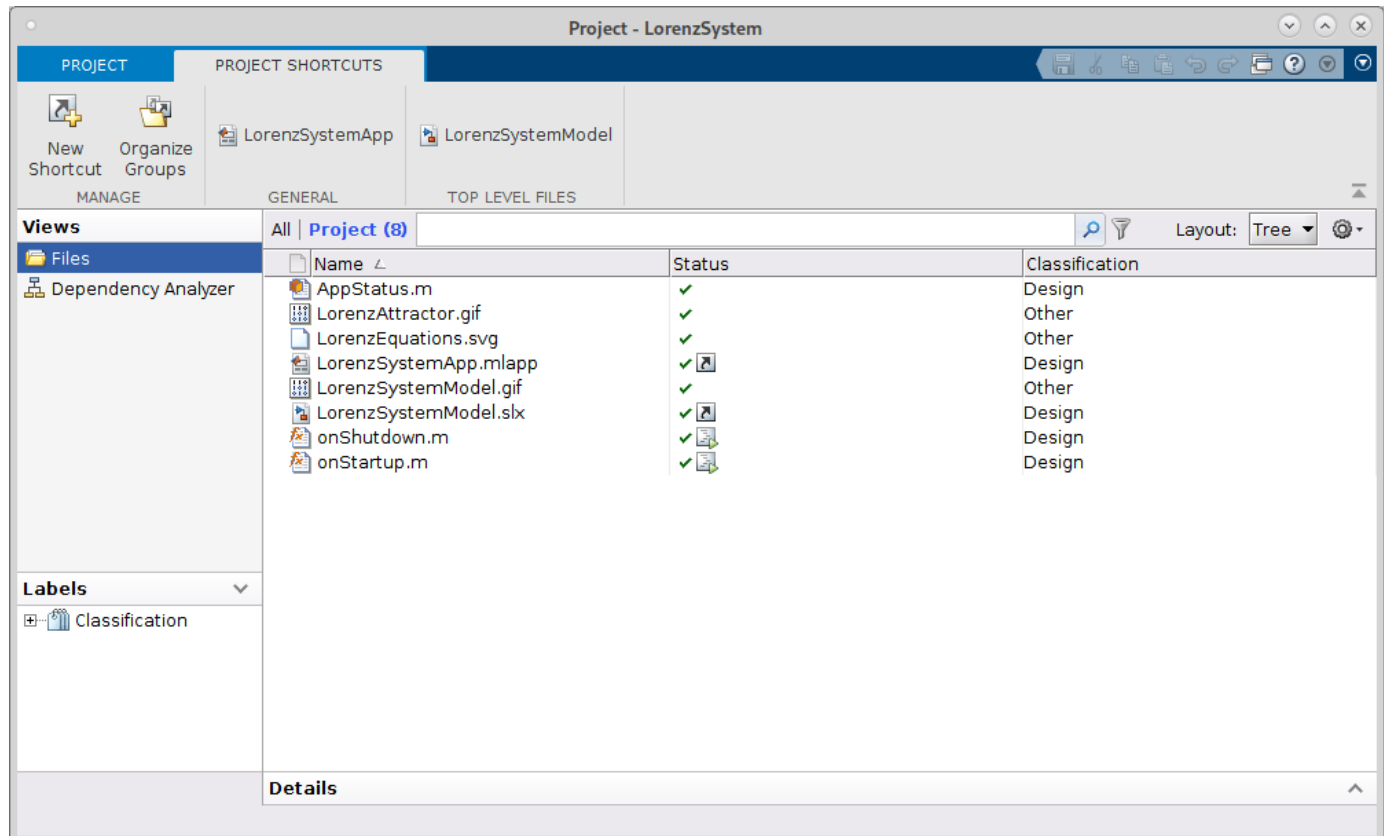 Project - LorenzSystem
PROJECT PROJECT SHORTCUTS
New Shortcut
Organize Groups
LorenzSystemApp
LorenzSystemModel
MANAGE GENERAL TOP LEVEL FILES
Views
Files
Dependency Analyzer
All | Project (8)
Layout: Tree
Name Status Classification
AppStatus.m Design
LorenzAttractor.gif Other
LorenzEquations.svg Other
LorenzSystemApp.mlapp Design
LorenzSystemModel.gif Other
LorenzSystemModel.slx Design
onShutdown.m Design
onStartup.m Design
Labels
Classification
Details